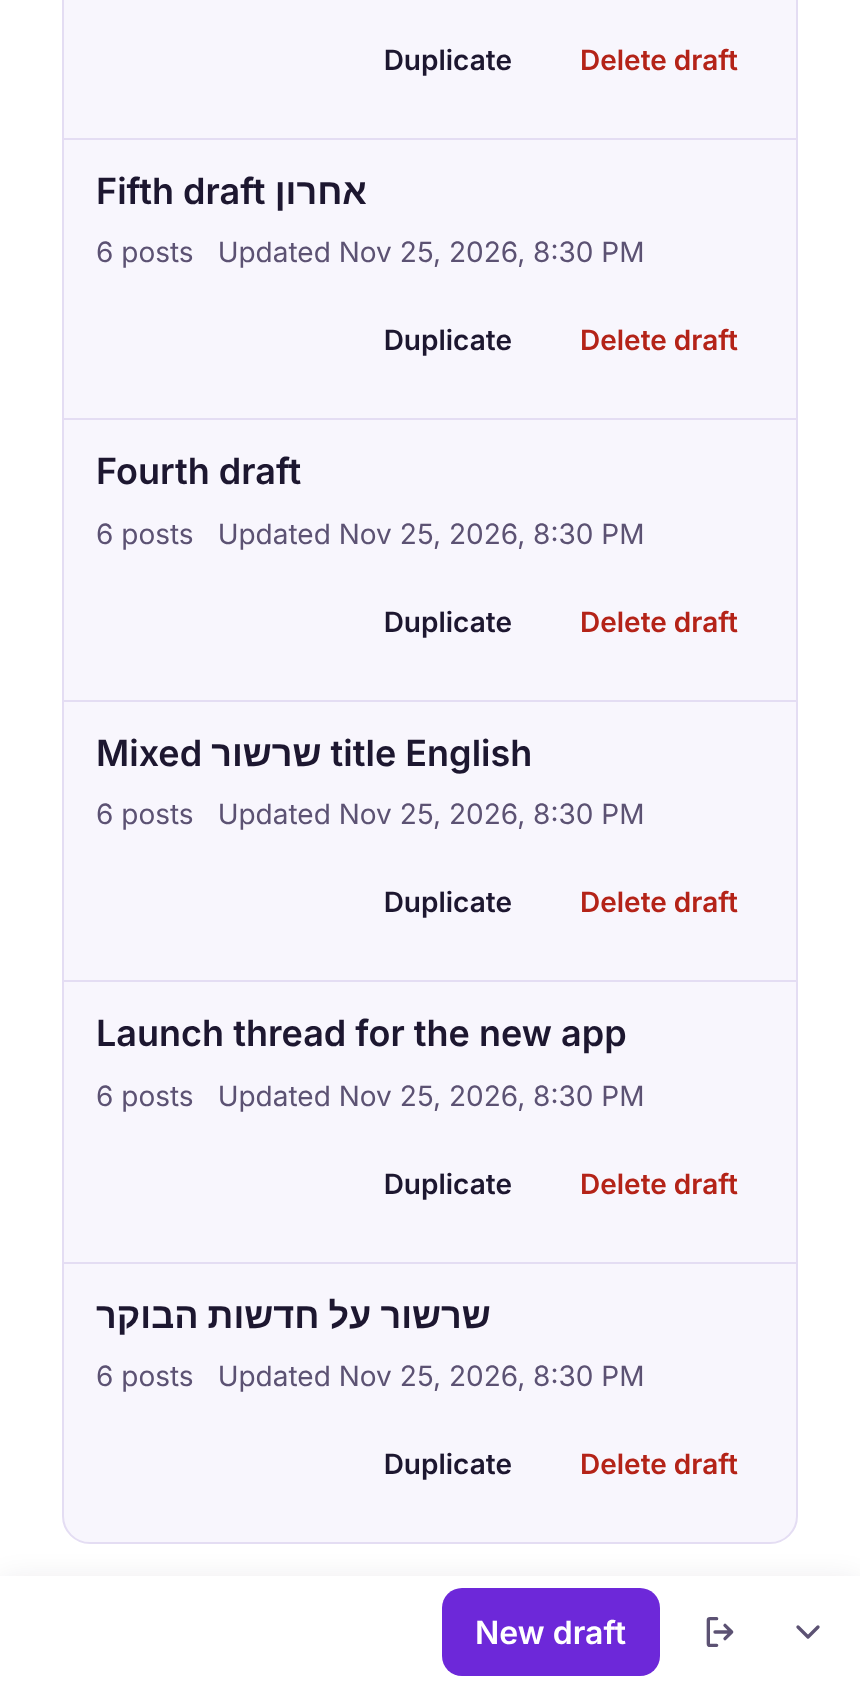 Duplicate Delete draft
Fifth draft אחרון
6 posts Updated Nov 25, 2026, 8:30 PM
Duplicate Delete draft
Fourth draft
6 posts Updated Nov 25, 2026, 8:30 PM
Duplicate Delete draft
Mixed שרשור title English
6 posts Updated Nov 25, 2026, 8:30 PM
Duplicate Delete draft
Launch thread for the new app
6 posts Updated Nov 25, 2026, 8:30 PM
Duplicate Delete draft
שרשור על חדשות הבוקר
6 posts Updated Nov 25, 2026, 8:30 PM
Duplicate Delete draft
New draft